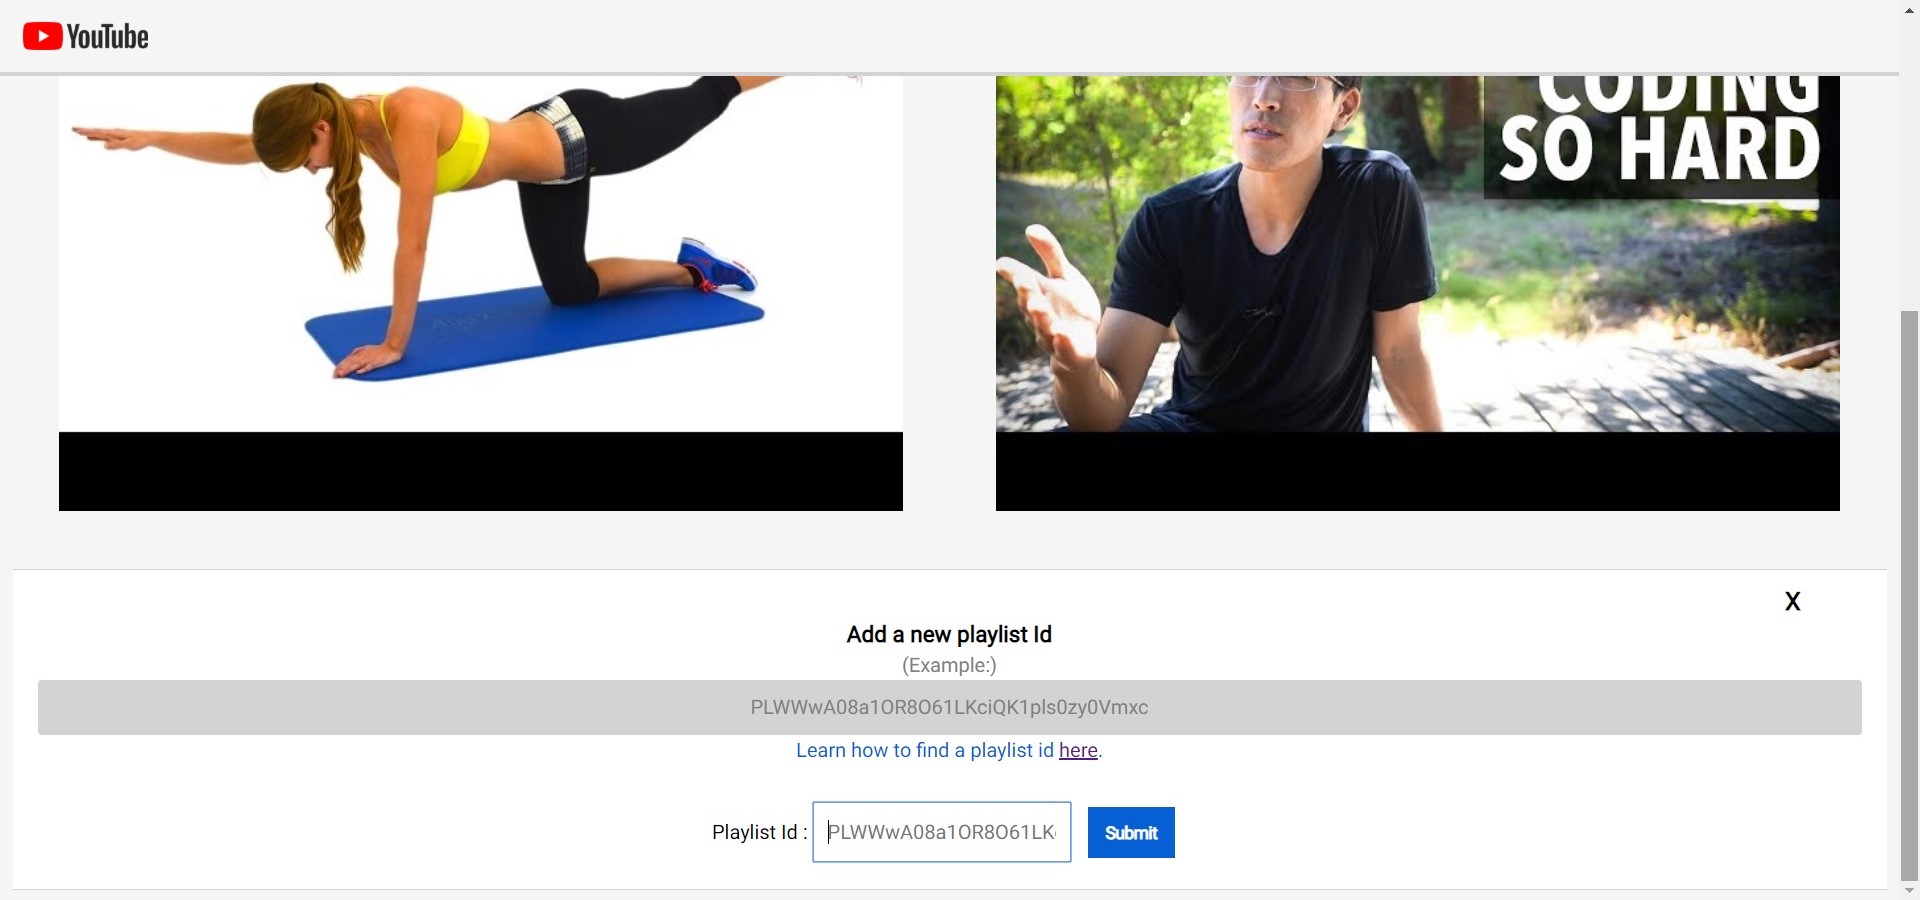 YouTube
CODING
SO HARD
X
Add a new playlist Id
(Example:)
PLWWwA08a1OR8O61LKciQK1pls0zy0Vmxc
Learn how to find a playlist id here.
Playlist Id : PLWWwA08a1OR8O61LK
Submit